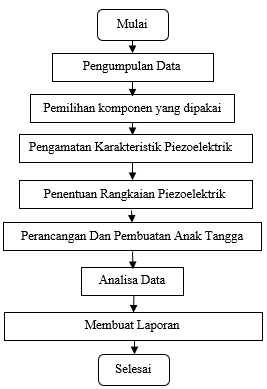 Mulai
Pengumpulan Data
Pemilihan komponen yang dipakai
Pengamatan Karakteristik Piezoelektrik
Penentuan Rangkaian Piezoelektrik
Perancangan Dan Pembuatan Anak Tangga
Analisa Data
Membuat Laporan
Selesai